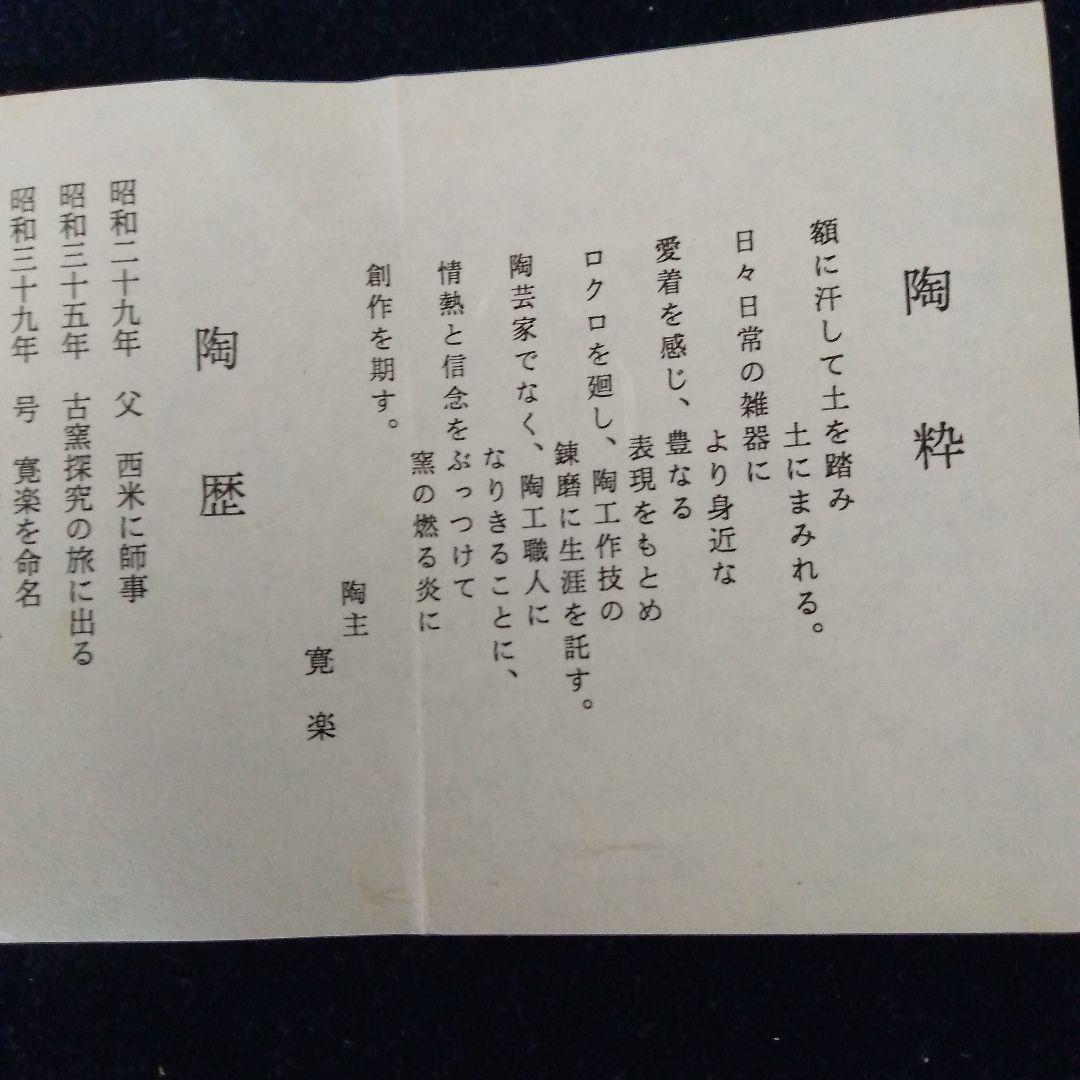 陶粋
額に汗して土を踏み
土にまみれる。
日々日常の雑器に
より身近な
愛着を感じ、豊なる
表現をもとめ
ロクロを廻し、陶工作技の
錬磨に生涯を託す。
陶芸家でなく、陶工職人に
なりきることに、
情熱と信念をぶっつけて
窯の燃る炎に
創作を期す。
陶主
寛楽
陶歴
昭和二十九年 父 西米に師事
昭和三十五年 古窯探究の旅に出る
昭和三十九年 号 寛楽を命名